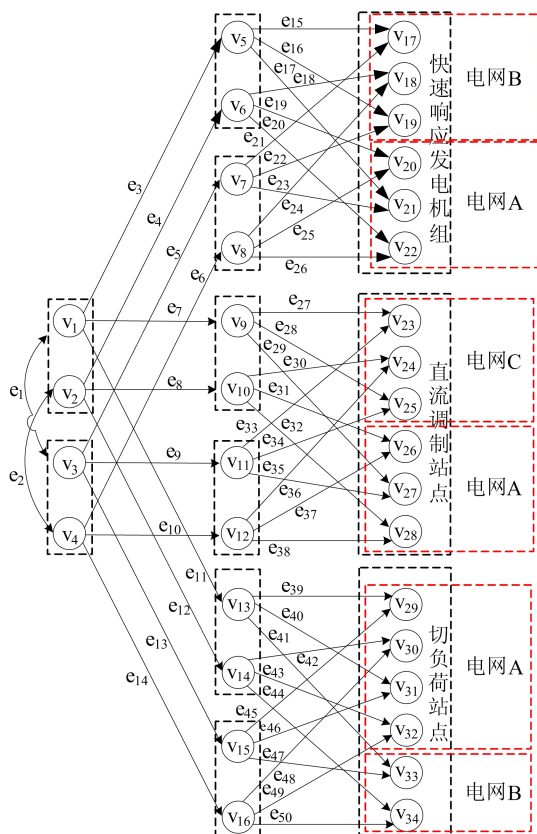 e₁
e₂
v₁
v₂
v₃
v₄
e₃
e₄
e₅
e₆
e₇
e₈
e₉
e₁₀
e₁₁
e₁₂
e₁₃
e₁₄
v₅
v₆
v₇
v₈
e₁₅
e₁₆
e₁₇
e₁₈
e₁₉
e₂₀
e₂₁
e₂₂
e₂₃
e₂₄
e₂₅
e₂₆
v₁₇
v₁₈
v₁₉
v₂₀
v₂₁
v₂₂
快速响应发电机组
电网B
电网A
v₉
v₁₀
v₁₁
v₁₂
e₂₇
e₂₈
e₂₉
e₃₀
e₃₁
e₃₂
e₃₃
e₃₄
e₃₅
e₃₆
e₃₇
e₃₈
v₂₃
v₂₄
v₂₅
v₂₆
v₂₇
v₂₈
直流调制站点
电网C
电网A
v₁₃
v₁₄
v₁₅
v₁₆
e₃₉
e₄₀
e₄₁
e₄₂
e₄₃
e₄₄
e₄₅
e₄₆
e₄₇
e₄₈
e₄₉
e₅₀
v₂₉
v₃₀
v₃₁
v₃₂
v₃₃
v₃₄
切负荷站点
电网A
电网B